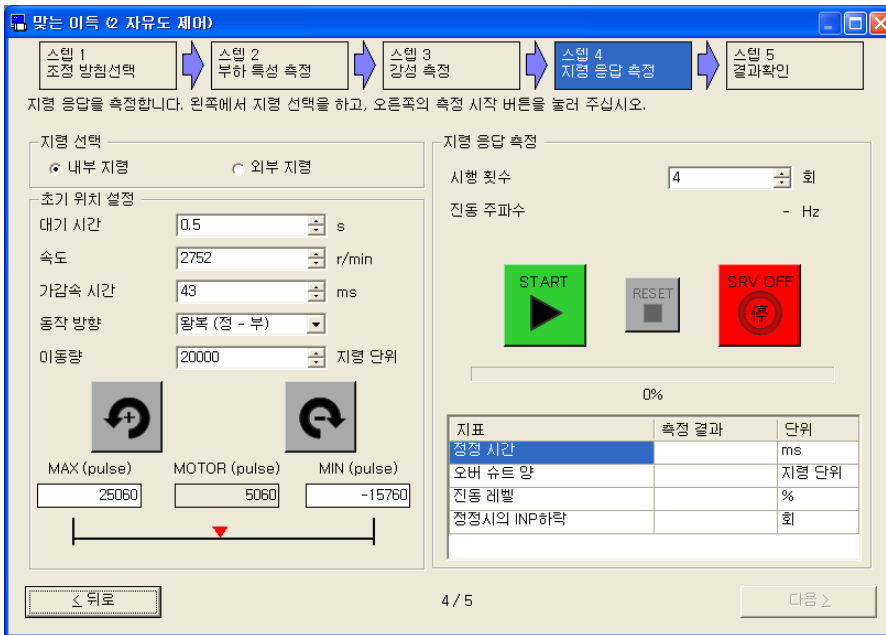 맞는 이득 (2 자유도 제어)
스텝 1
조정 방침선택
스텝 2
부하 특성 측정
스텝 3
강성 측정
스텝 4
지령 응답 측정
스텝 5
결과확인
지령 응답을 측정합니다. 왼쪽에서 지령 선택을 하고, 오른쪽의 측정 시작 버튼을 눌러 주십시오.
지령 선택
내부 지령
외부 지령
초기 위치 설정
대기 시간 0.5 s
속도 2752 r/min
가감속 시간 43 ms
동작 방향 왕복 (정 - 부)
이동량 20000 지령 단위
MAX (pulse) MOTOR (pulse) MIN (pulse)
25060 5060 -15760
지령 응답 측정
시행 횟수 4 회
진동 주파수 - Hz
START
RESET
SRV OFF
停
0%
지표 측정 결과 단위
정정 시간 ms
오버 슈트 양 지령 단위
진동 레벨 %
정정시의 INP하락 회
< 뒤로
4 / 5
다음 >